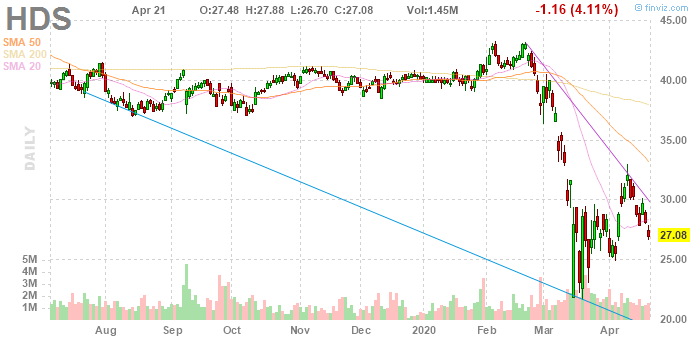 © finviz.com
HDS Apr 21 O:27.48 H:27.88 L:26.70 C:27.08 Vol:1.45M -1.16 (4.11%)
SMA 50
SMA 200
SMA 20
45.00
40.00
35.00
30.00
27.08
25.00
20.00
DAILY
5M
4M
3M
2M
1M
Aug Sep Oct Nov Dec 2020 Feb Mar Apr